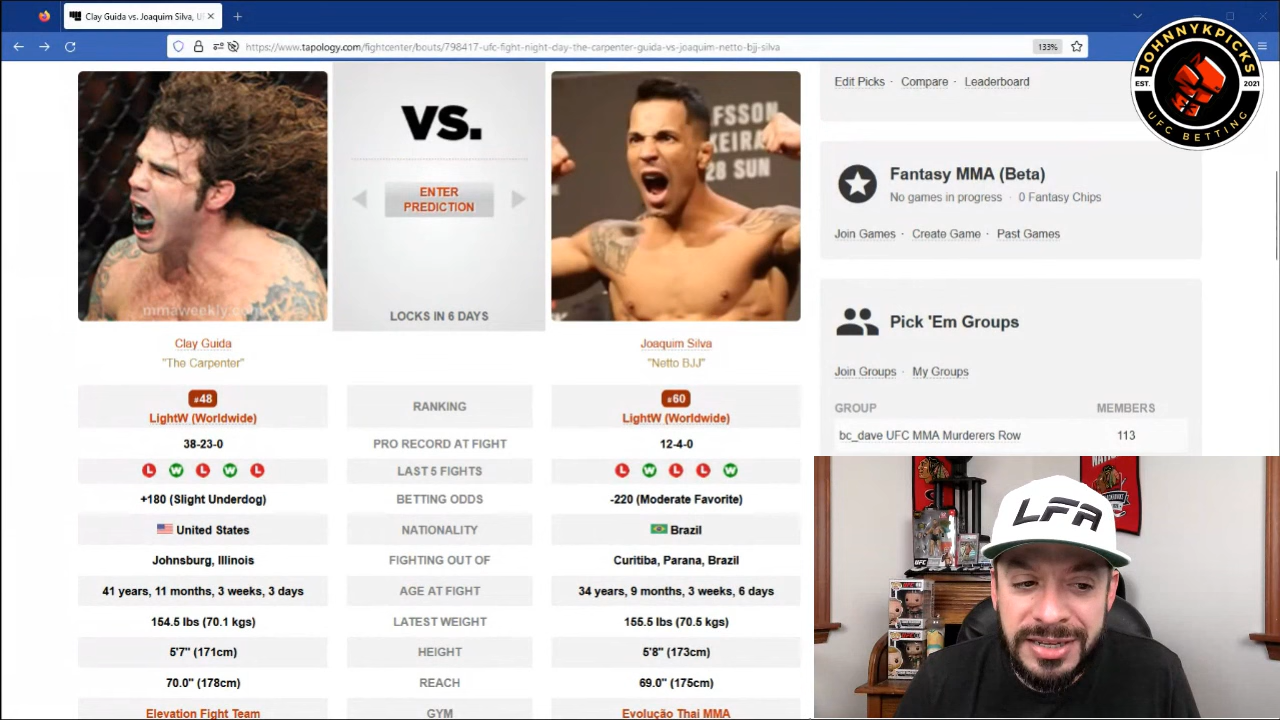 Clay Guida vs. Joaquim Silva, U
https://www.tapology.com/fightcenter/bouts/798417-ufc-fight-night-clay-the-carpenter-guida-vs-joaquim-netto-bjj-silva
133%
JOHNNYKPICKS
EST. 2021
UFC BETTING
mmaweekly.co
VS.
ENTER
PREDICTION
LOCKS IN 6 DAYS
FSSON
KEIRA
28 SUN
Clay Guida
"The Carpenter"
Joaquim Silva
"Netto BJJ"
#48
LightW (Worldwide)
RANKING
#60
LightW (Worldwide)
38-23-0 PRO RECORD AT FIGHT 12-4-0
L W L W L LAST 5 FIGHTS L W L L W
+180 (Slight Underdog) BETTING ODDS -220 (Moderate Favorite)
United States NATIONALITY Brazil
Johnsburg, Illinois FIGHTING OUT OF Curitiba, Parana, Brazil
41 years, 11 months, 3 weeks, 3 days AGE AT FIGHT 34 years, 9 months, 3 weeks, 6 days
154.5 lbs (70.1 kgs) LATEST WEIGHT 155.5 lbs (70.5 kgs)
5'7" (171cm) HEIGHT 5'8" (173cm)
70.0" (178cm) REACH 69.0" (175cm)
Elevation Fight Team GYM Evolução Thai MMA
Edit Picks · Compare · Leaderboard
Fantasy MMA (Beta)
No games in progress · 0 Fantasy Chips
Join Games · Create Game · Past Games
Pick 'Em Groups
Join Groups · My Groups
GROUP MEMBERS
bc_dave UFC MMA Murderers Row 113
LFA